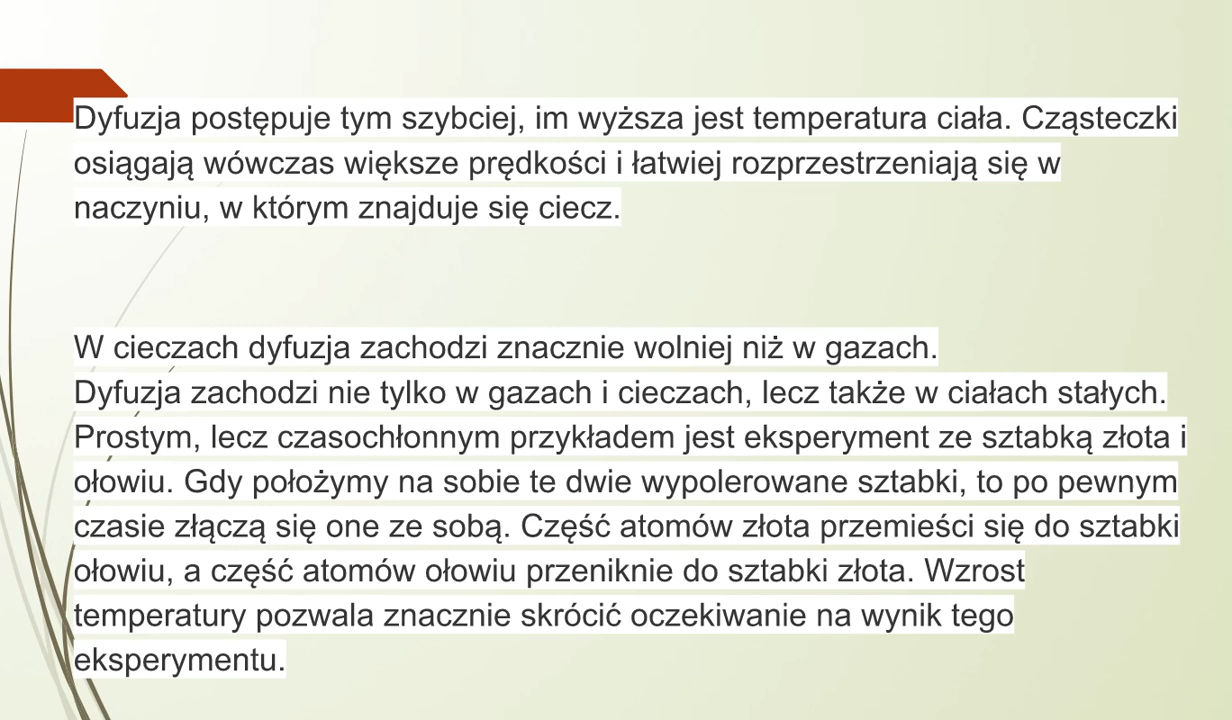 Dyfuzja postępuje tym szybciej, im wyższa jest temperatura ciała. Cząsteczki
osiągają wówczas większe prędkości i łatwiej rozprzestrzeniają się w
naczyniu, w którym znajduje się ciecz.
W cieczach dyfuzja zachodzi znacznie wolniej niż w gazach.
Dyfuzja zachodzi nie tylko w gazach i cieczach, lecz także w ciałach stałych.
Prostym, lecz czasochłonnym przykładem jest eksperyment ze sztabką złota i
ołowiu. Gdy położymy na sobie te dwie wypolerowane sztabki, to po pewnym
czasie złączą się one ze sobą. Część atomów złota przemieści się do sztabki
ołowiu, a część atomów ołowiu przeniknie do sztabki złota. Wzrost
temperatury pozwala znacznie skrócić oczekiwanie na wynik tego
eksperymentu.